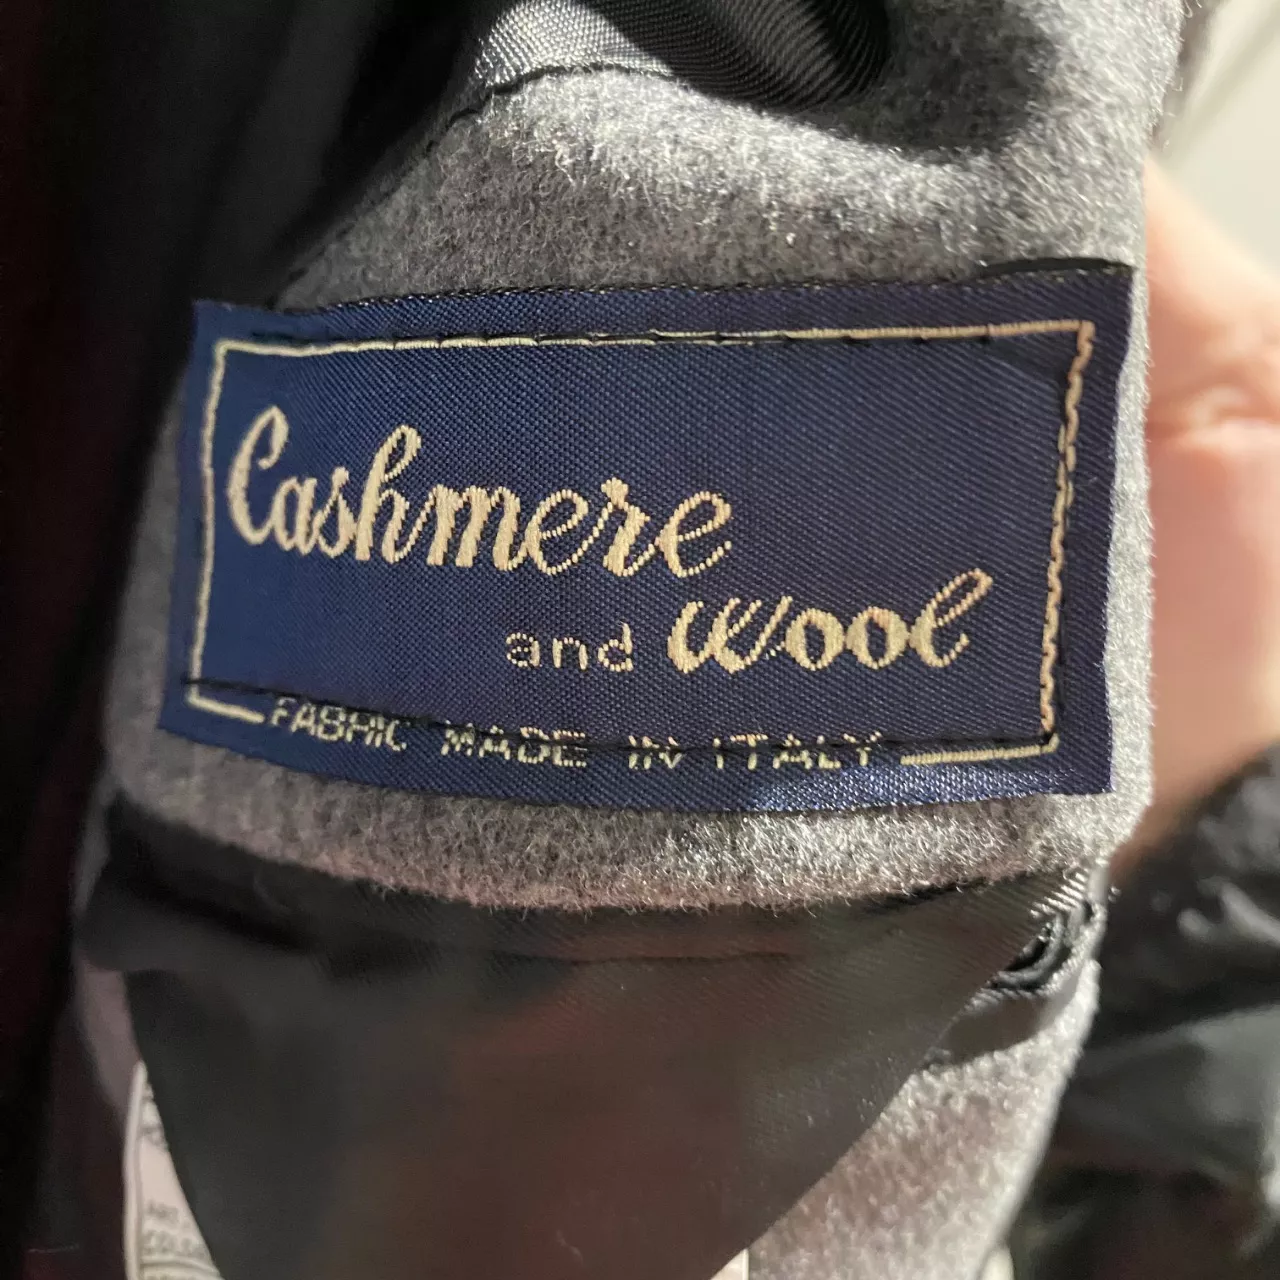 Cashmere
and wool
FABRIC MADE IN ITALY